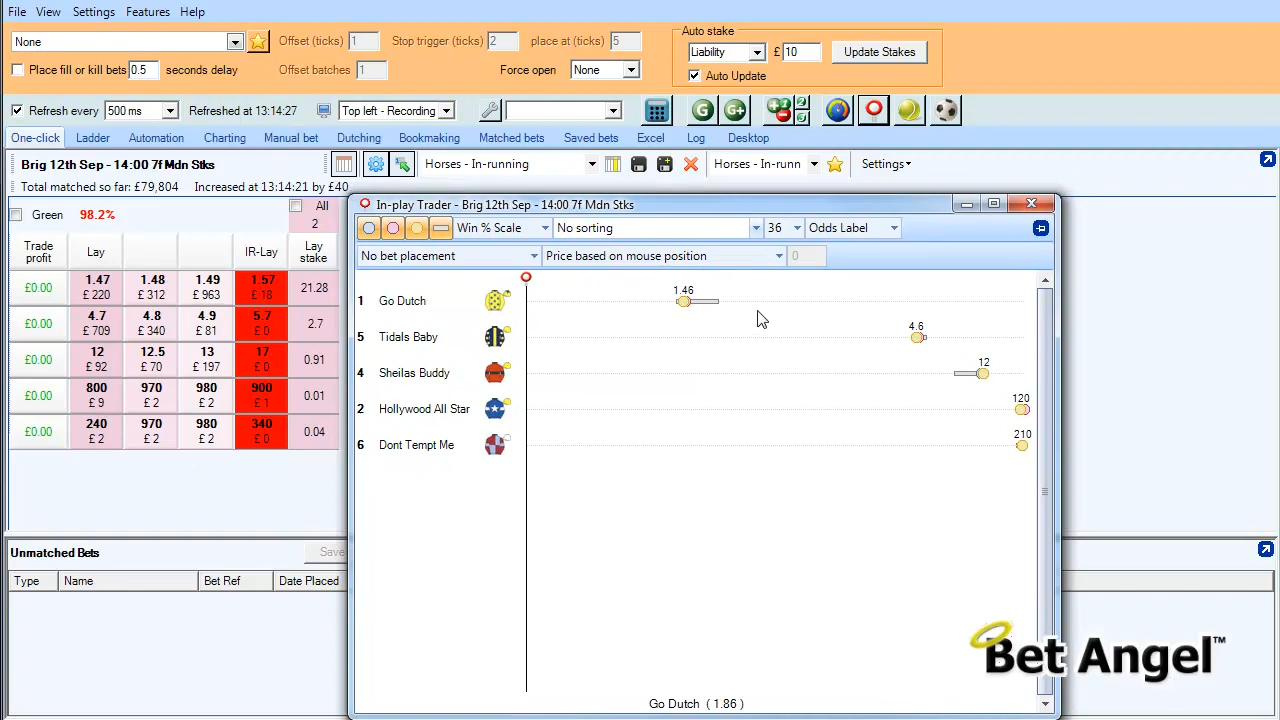 File View Settings Features Help
None Offset (ticks) 1 Stop trigger (ticks) 2 place at (ticks) 5
Auto stake
Liability £ 10 Update Stakes
Place fill or kill bets 0.5 seconds delay Offset batches 1 Force open None
Auto Update
Refresh every 500 ms Refreshed at 13:14:27 Top left - Recording G G+
One-click Ladder Automation Charting Manual bet Dutching Bookmaking Matched bets Saved bets Excel Log Desktop
Brig 12th Sep - 14:00 7f Mdn Stks Horses - In-running Horses - In-runn Settings
Total matched so far: £79,804 Increased at 13:14:21 by £40
In-play Trader - Brig 12th Sep - 14:00 7f Mdn Stks
Green 98.2% All
2
Win % Scale No sorting 36 Odds Label
Trade profit Lay IR-Lay Lay stake
No bet placement Price based on mouse position 0
£0.00 1.47 1.48 1.49 1.57 21.28
£ 220 £ 312 £ 963 £ 18
£0.00 4.7 4.8 4.9 5.7 2.7
£ 709 £ 340 £ 81 £ 0
£0.00 12 12.5 13 17 0.91
£ 92 £ 70 £ 197 £ 0
£0.00 800 970 980 900 0.01
£ 9 £ 2 £ 2 £ 1
£0.00 240 970 980 340 0.04
£ 2 £ 2 £ 2 £ 0
1 Go Dutch 1.46
5 Tidals Baby 4.6
4 Sheilas Buddy 12
2 Hollywood All Star 120
6 Dont Tempt Me 210
Unmatched Bets Save
Type Name Bet Ref Date Placed
Go Dutch ( 1.86 )
Bet Angel™